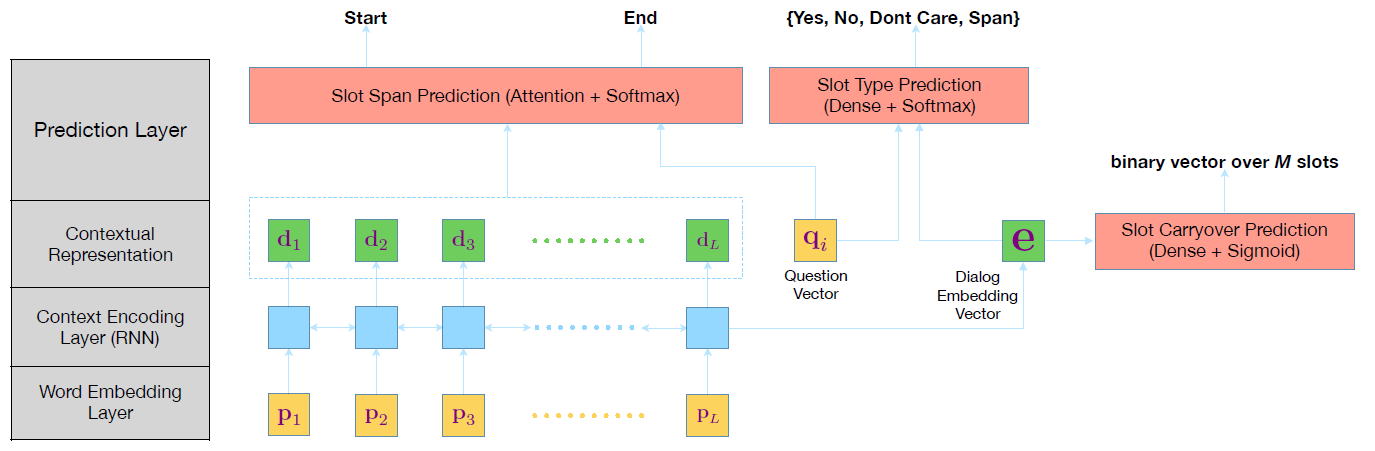 Start
End
{Yes, No, Dont Care, Span}
Prediction Layer
Slot Span Prediction (Attention + Softmax)
Slot Type Prediction
(Dense + Softmax)
binary vector over M slots
Contextual
Representation
d1
d2
d3
dL
qi
Question
Vector
e
Dialog
Embedding
Vector
Slot Carryover Prediction
(Dense + Sigmoid)
Context Encoding
Layer (RNN)
Word Embedding
Layer
p1
p2
p3
pL